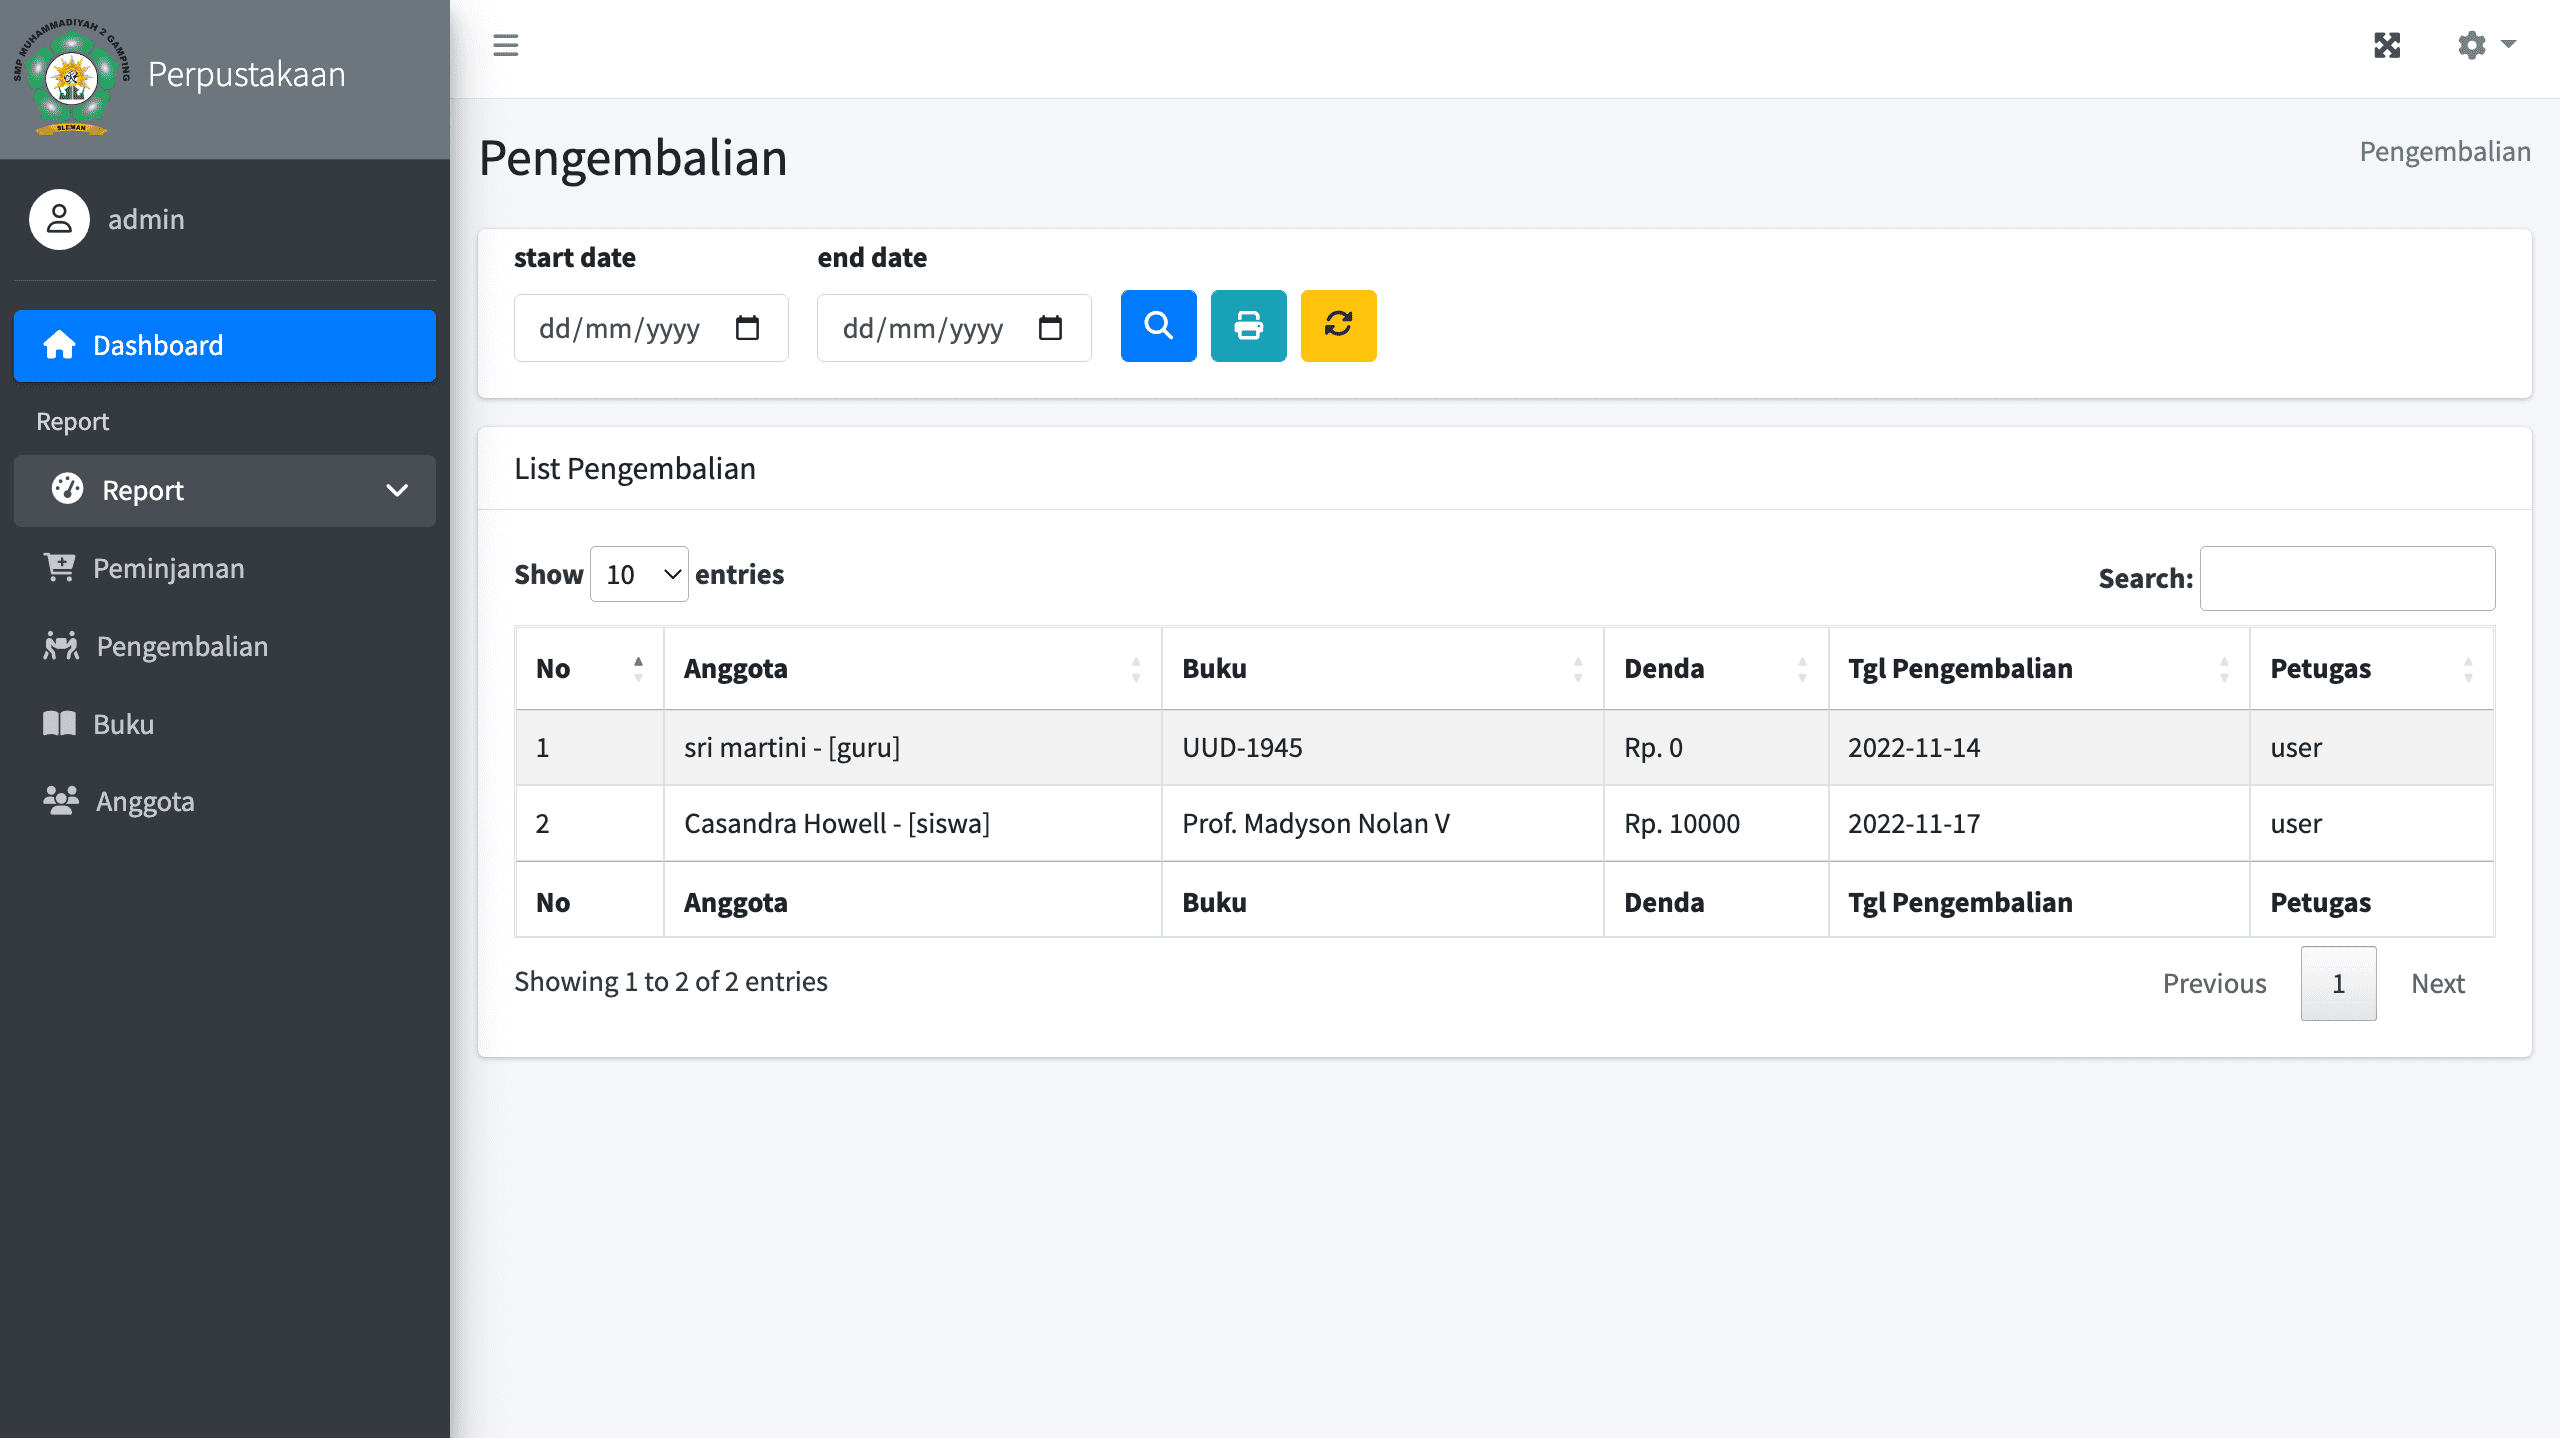 SMP MUHAMMADIYAH 2 GAMPING
SLEMAN
Perpustakaan
admin
Dashboard
Report
Report
Peminjaman
Pengembalian
Buku
Anggota
Pengembalian
Pengembalian
start date end date
dd/mm/yyyy dd/mm/yyyy
List Pengembalian
Show 10 entries Search:
No Anggota Buku Denda Tgl Pengembalian Petugas
1 sri martini - [guru] UUD-1945 Rp. 0 2022-11-14 user
2 Casandra Howell - [siswa] Prof. Madyson Nolan V Rp. 10000 2022-11-17 user
No Anggota Buku Denda Tgl Pengembalian Petugas
Showing 1 to 2 of 2 entries Previous 1 Next